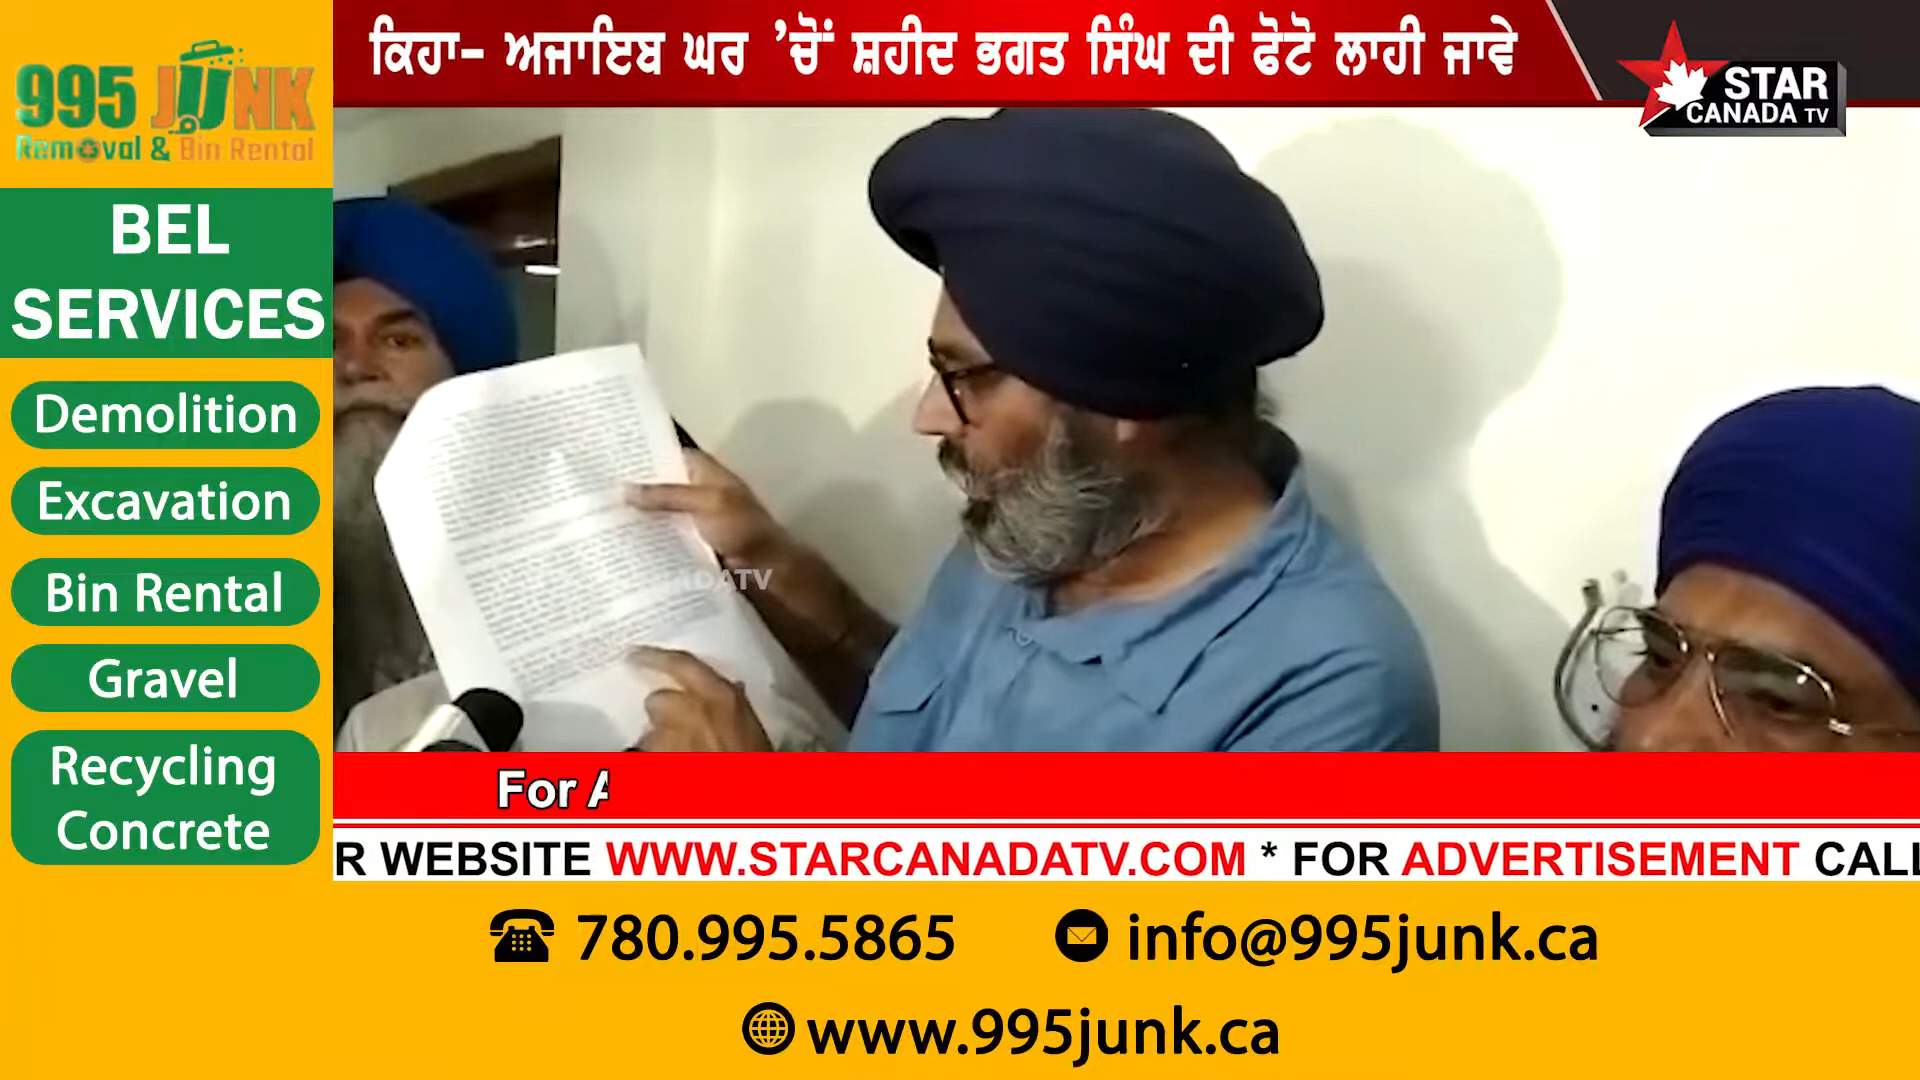 ਕਿਹਾ- ਅਜਾਇਬ ਘਰ 'ਚੋਂ ਸ਼ਹੀਦ ਭਗਤ ਸਿੰਘ ਦੀ ਫੋਟੋ ਲਾਹੀ ਜਾਵੇ
STAR
CANADA TV
995 JUNK
Removal & Bin Rental
BEL
SERVICES
Demolition
Excavation
Bin Rental
Gravel
Recycling
Concrete
For A
R WEBSITE WWW.STARCANADATV.COM * FOR ADVERTISEMENT CALL
780.995.5865
info@995junk.ca
www.995junk.ca